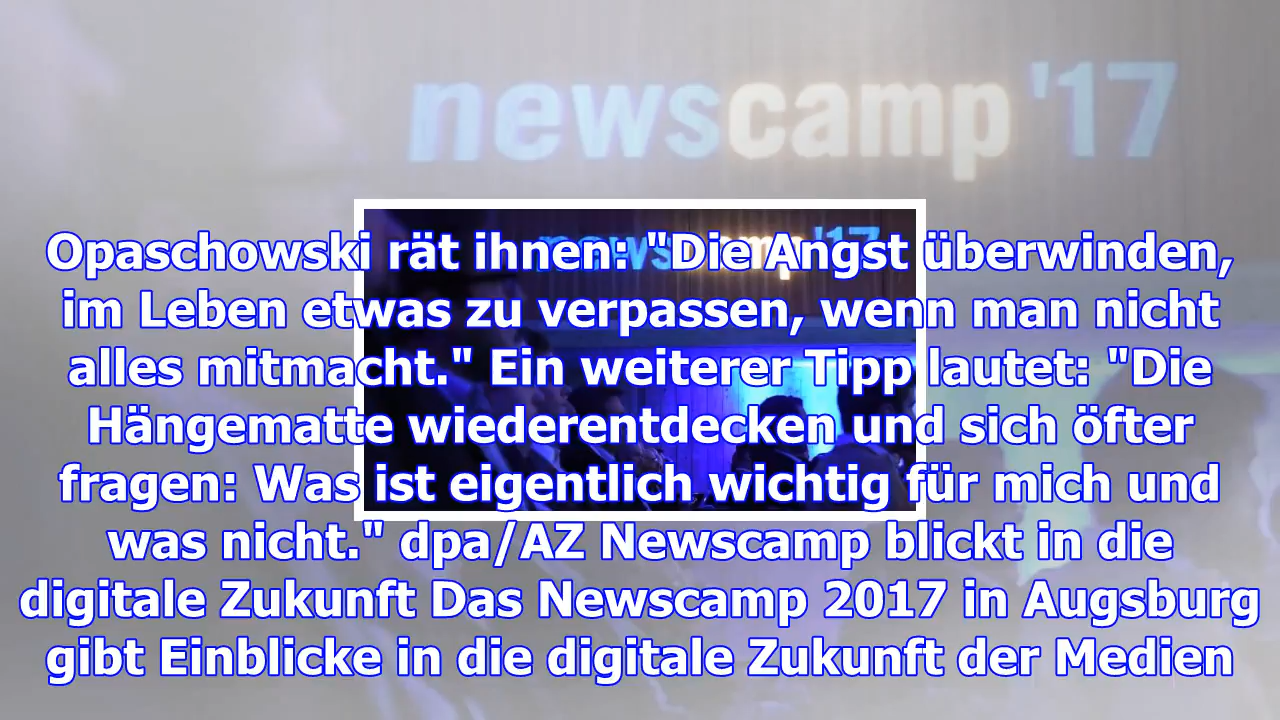 newscamp '17
newscamp '17
Opaschowski rät ihnen: "Die Angst überwinden,
im Leben etwas zu verpassen, wenn man nicht
alles mitmacht." Ein weiterer Tipp lautet: "Die
Hängematte wiederentdecken und sich öfter
fragen: Was ist eigentlich wichtig für mich und
was nicht." dpa/AZ Newscamp blickt in die
digitale Zukunft Das Newscamp 2017 in Augsburg
gibt Einblicke in die digitale Zukunft der Medien